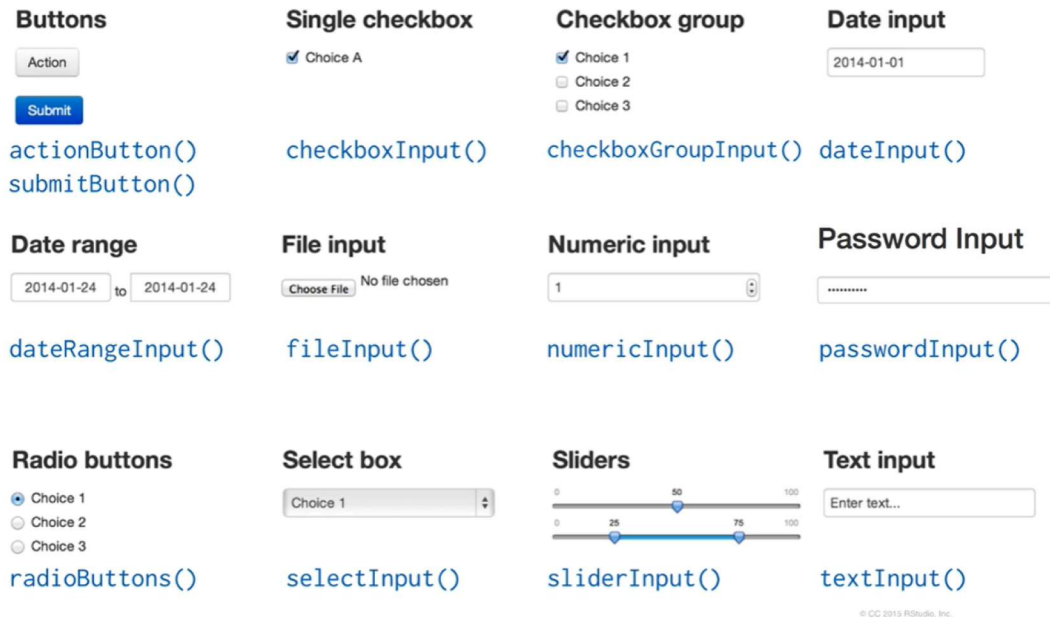 Buttons
Action
Submit
actionButton()
submitButton()
Single checkbox
Choice A
checkboxInput()
Checkbox group
Choice 1
Choice 2
Choice 3
checkboxGroupInput()
Date input
2014-01-01
dateInput()
Date range
2014-01-24 to 2014-01-24
dateRangeInput()
File input
Choose File No file chosen
fileInput()
Numeric input
1
numericInput()
Password Input
••••••••••
passwordInput()
Radio buttons
Choice 1
Choice 2
Choice 3
radioButtons()
Select box
Choice 1
selectInput()
Sliders
0 50 100
0 25 75 100
sliderInput()
Text input
Enter text...
textInput()
© CC 2015 RStudio, Inc.